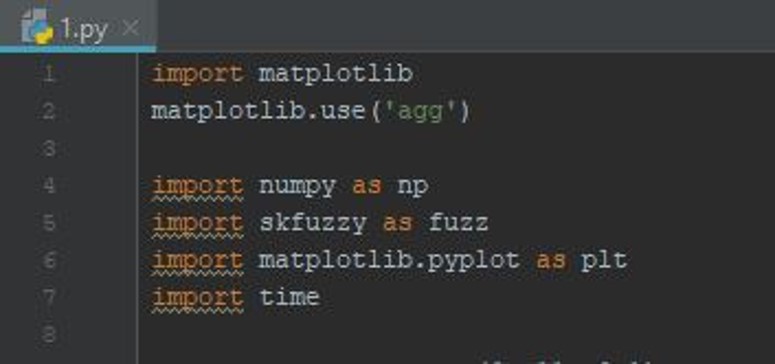 1.py
1 import matplotlib
2 matplotlib.use('agg')
3
4 import numpy as np
5 import skfuzzy as fuzz
6 import matplotlib.pyplot as plt
7 import time
8